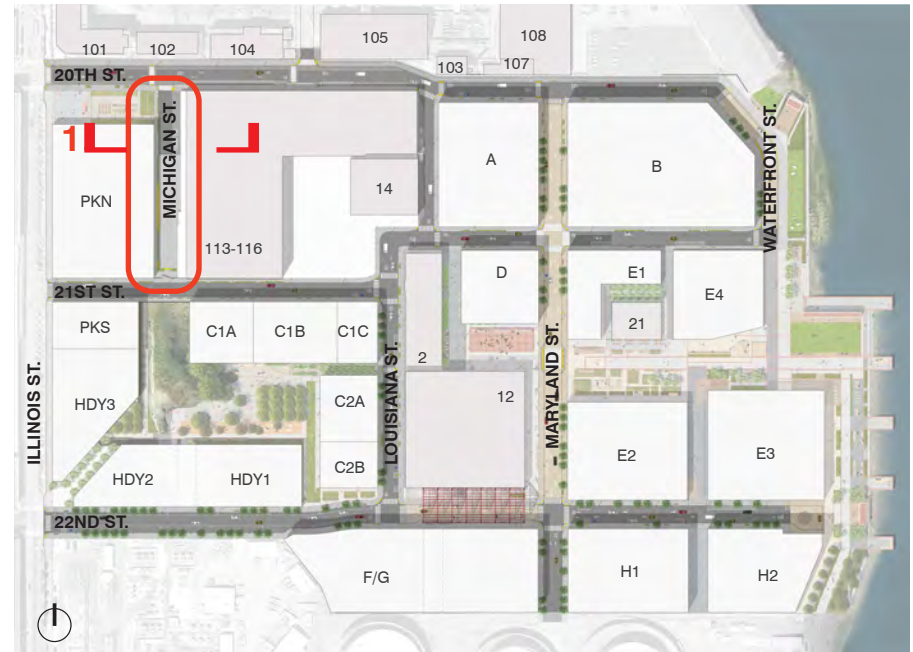 101
102
104
105
108
103
107
20TH ST.
MICHIGAN ST.
1
PKN
113-116
14
A
B
WATERFRONT ST.
21ST ST.
D
E1
E4
21
PKS
C1A
C1B
C1C
ILLINOIS ST.
LOUISIANA ST.
2
MARYLAND ST.
HDY3
C2A
12
E2
E3
HDY2
HDY1
C2B
22ND ST.
F/G
H1
H2